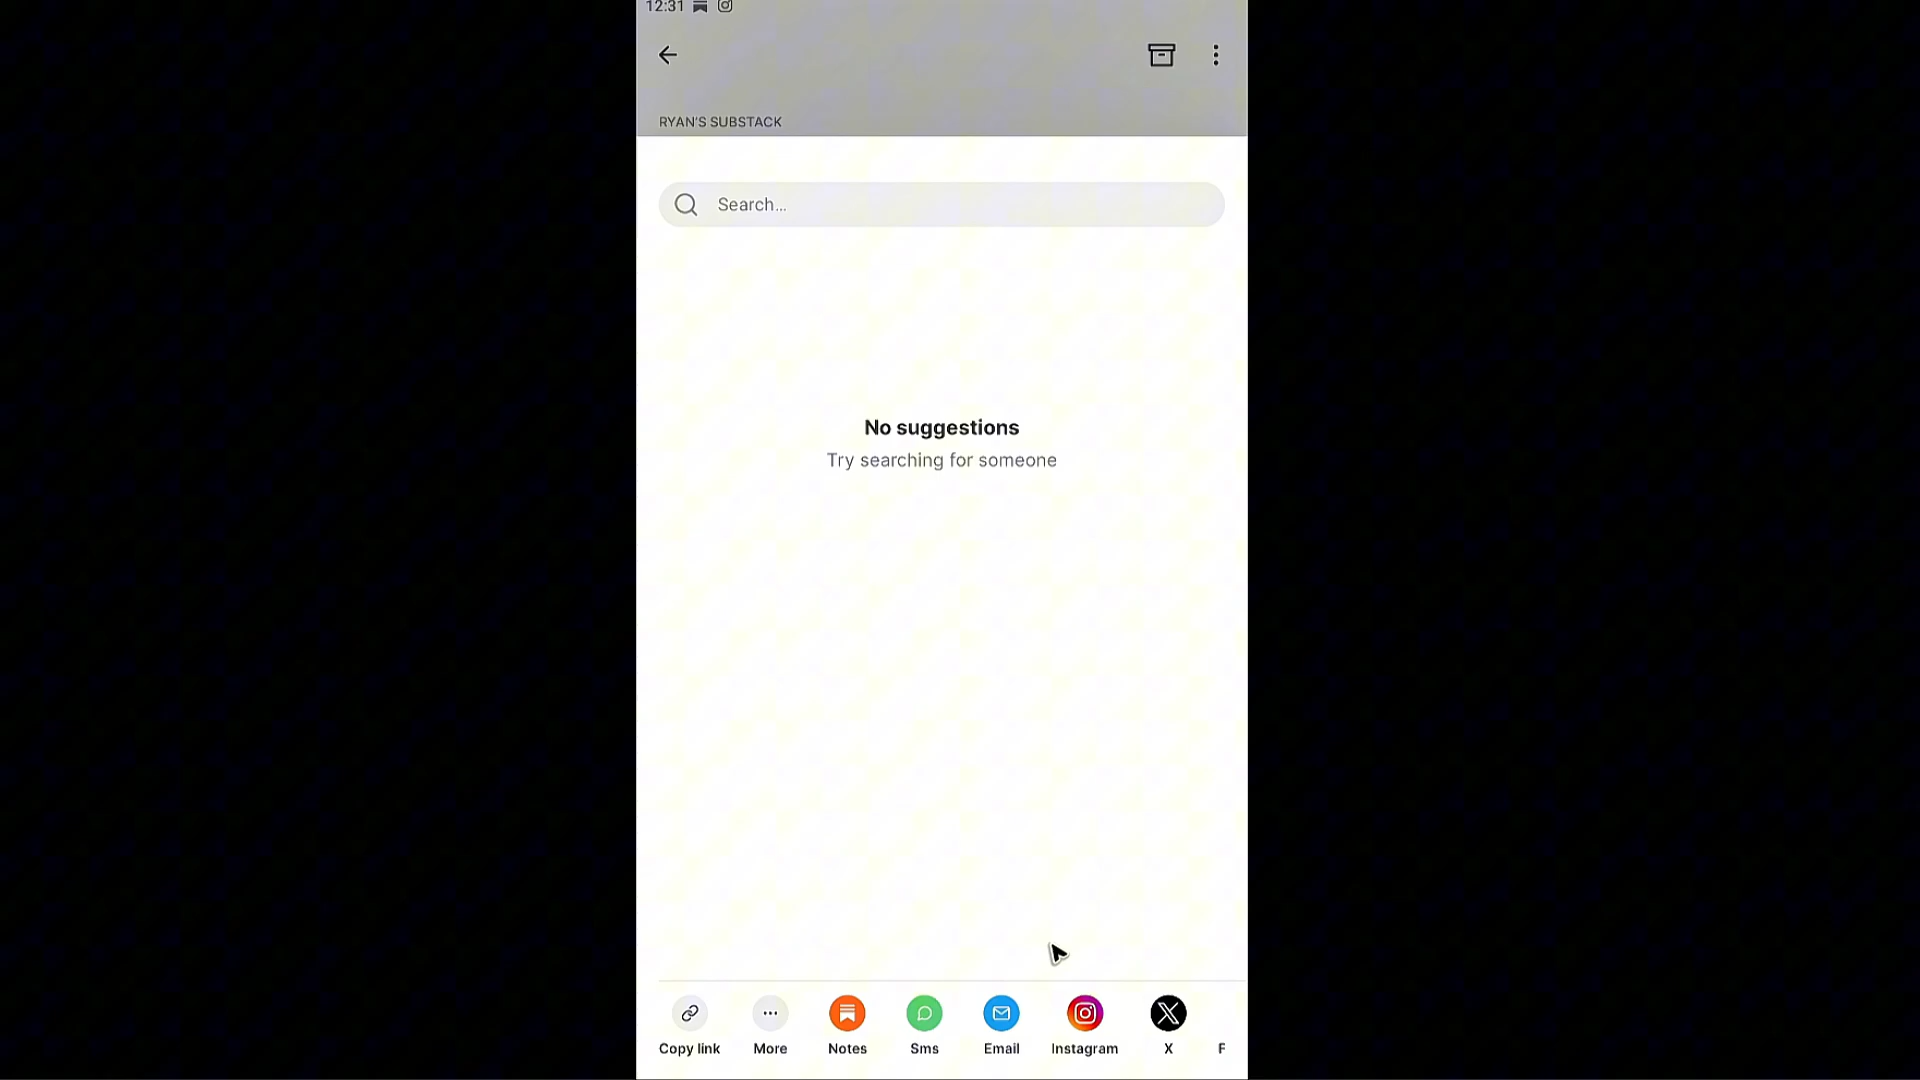 12:31
RYAN'S SUBSTACK
Search...
No suggestions
Try searching for someone
Copy link More Notes Sms Email Instagram X F